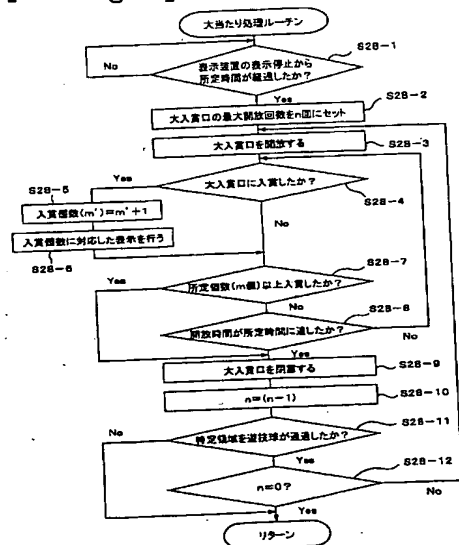 大当たり処理ルーチン
S28-1
表示装置の表示停止から
所定時間が経過したか?
No
Yes
S28-2
大入賞口の最大開放回数をn回にセット
大入賞口を開放する
S28-3
S28-5
Yes
大入賞口に入賞したか?
S28-4
入賞個数(m')=m'+1
No
入賞個数に対応した表示を行う
S28-6
S28-7
Yes
所定個数(m個)以上入賞したか?
No
S28-8
開放時間が所定時間に達したか?
No
Yes
S28-9
大入賞口を閉塞する
S28-10
n=(n-1)
S28-11
No
特定領域を遊技球が通過したか?
Yes
S28-12
n=0?
No
Yes
リターン